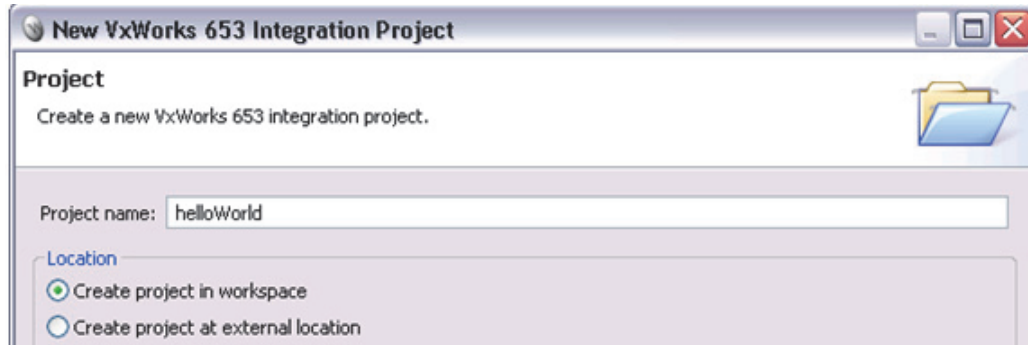 New VxWorks 653 Integration Project
Project
Create a new VxWorks 653 integration project.
Project name: helloWorld
Location
Create project in workspace
Create project at external location